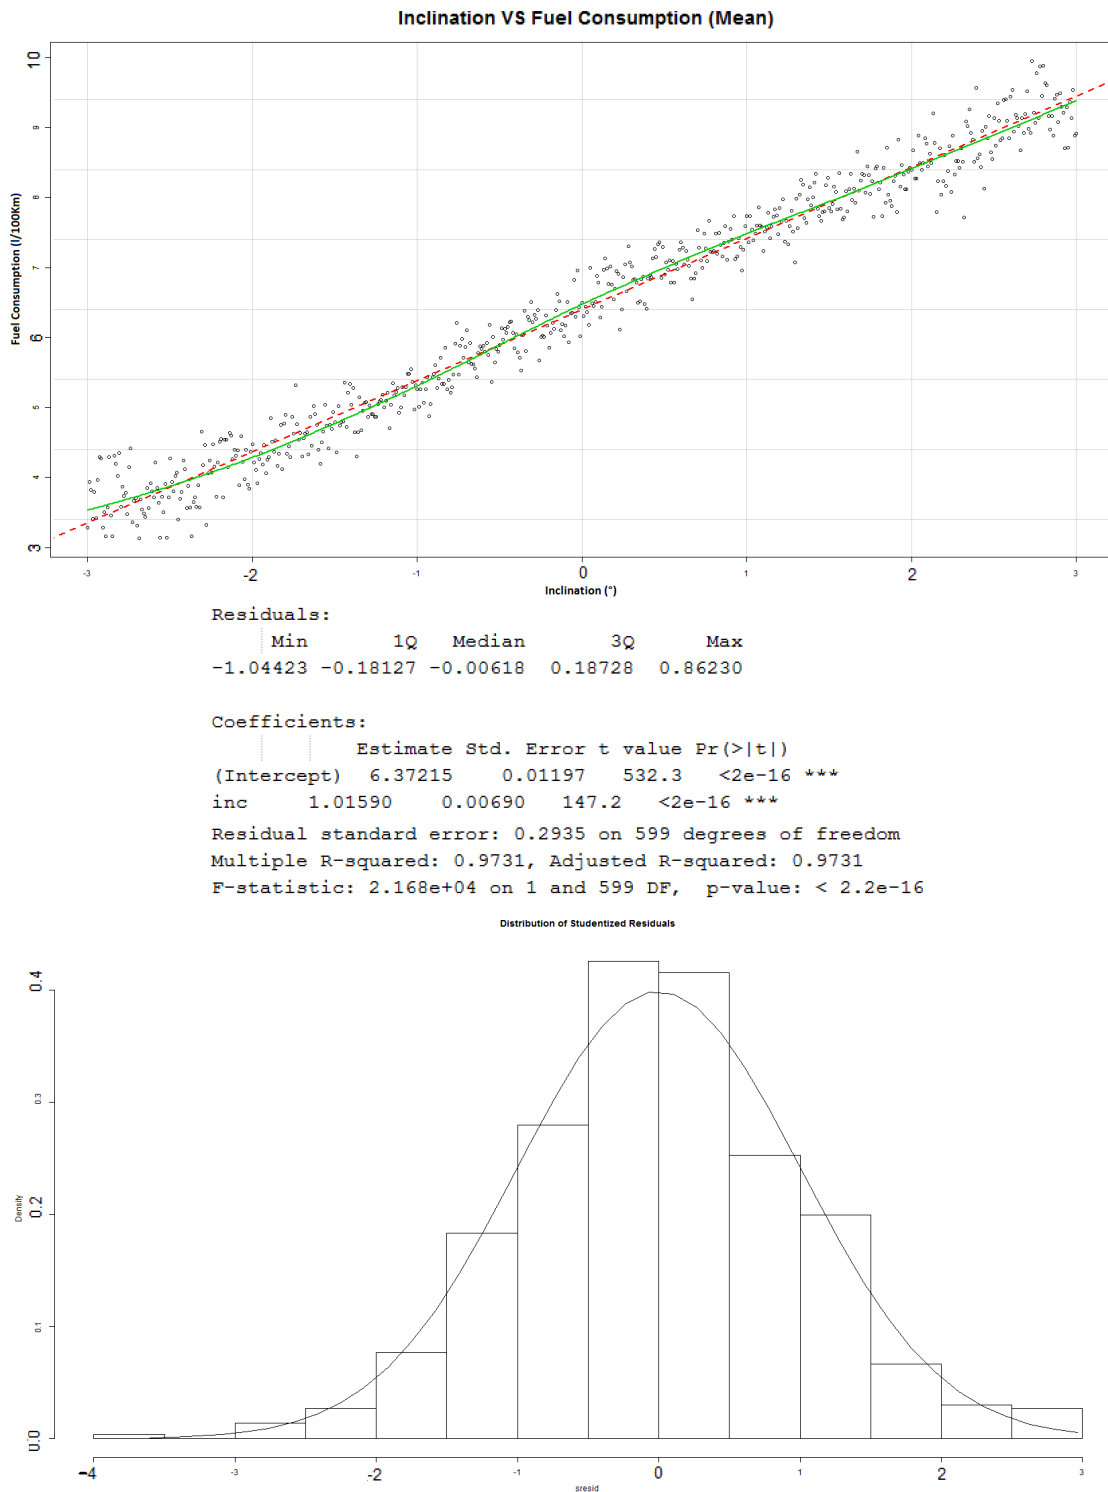 Inclination VS Fuel Consumption (Mean)
10
9
8
7
6
5
4
3
Fuel Consumption (l/100Km)
-3 -2 -1 0 1 2 3
Inclination (°)
Residuals:
Min 1Q Median 3Q Max
-1.04423 -0.18127 -0.00618 0.18728 0.86230
Coefficients:
Estimate Std. Error t value Pr(>|t|)
(Intercept) 6.37215 0.01197 532.3 <2e-16 ***
inc 1.01590 0.00690 147.2 <2e-16 ***
Residual standard error: 0.2935 on 599 degrees of freedom
Multiple R-squared: 0.9731, Adjusted R-squared: 0.9731
F-statistic: 2.168e+04 on 1 and 599 DF, p-value: < 2.2e-16
Distribution of Studentized Residuals
0.4
0.3
0.2
0.1
0.0
Density
-4 -3 -2 -1 0 1 2 3
sresid